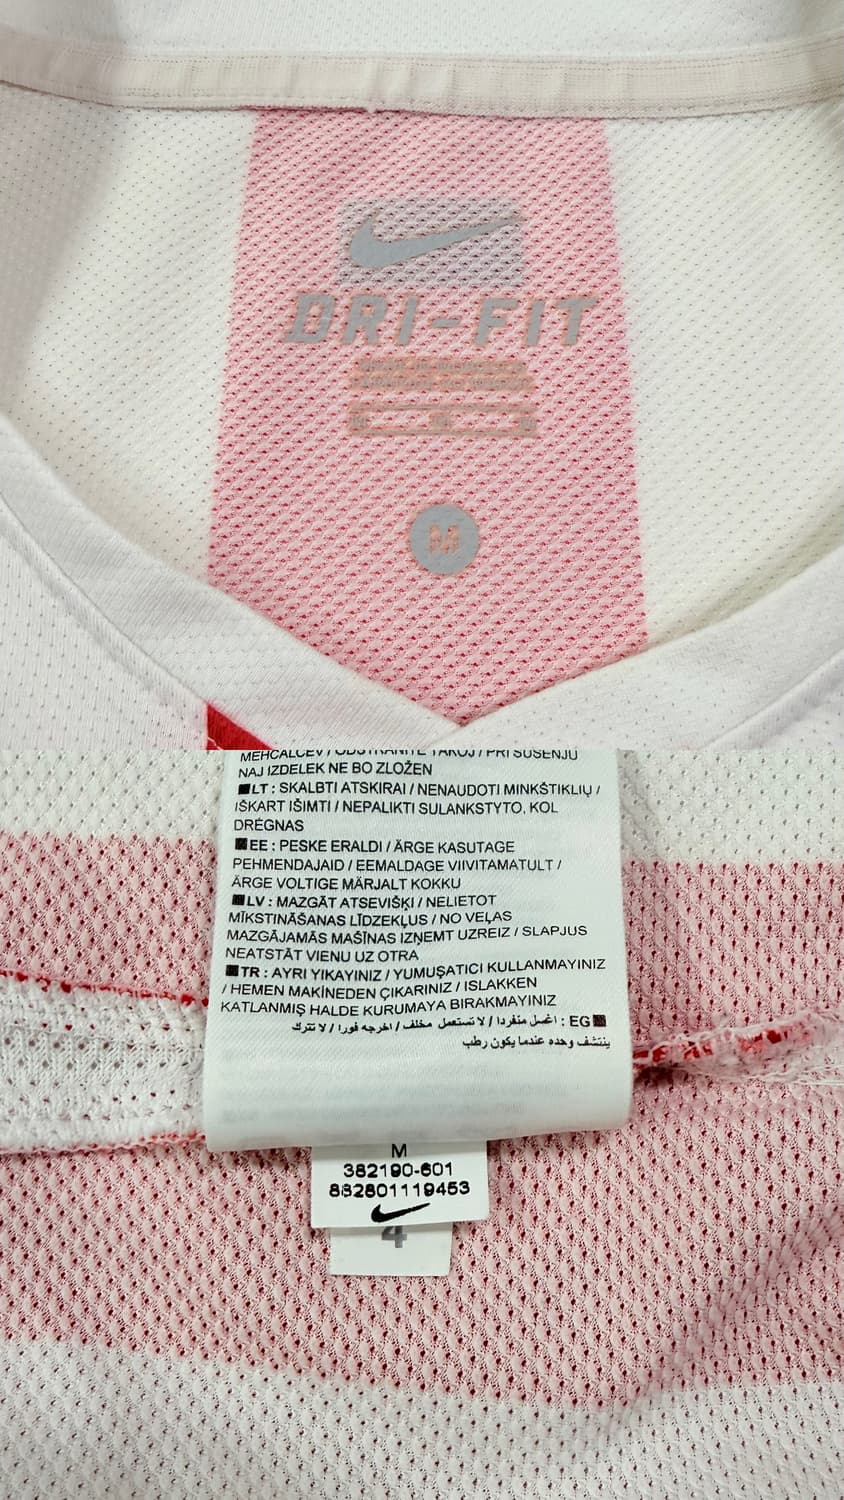 DRI-FIT
M
MEHČALCEV / ODSTRANITE TAKOJ / PRI SUŠENJU
NAJ IZDELEK NE BO ZLOŽEN
LT : SKALBTI ATSKIRAI / NENAUDOTI MINKŠTIKLIŲ /
IŠKART IŠIMTI / NEPALIKTI SULANKSTYTO, KOL
DRĖGNAS
EE : PESKE ERALDI / ÄRGE KASUTAGE
PEHMENDAJAID / EEMALDAGE VIIVITAMATULT /
ÄRGE VOLTIGE MÄRJALT KOKKU
LV : MAZGĀT ATSEVIŠĶI / NELIETOT
MĪKSTINĀŠANAS LĪDZEKĻUS / NO VEĻAS
MAZGĀJAMĀS MAŠĪNAS IZŅEMT UZREIZ / SLAPJUS
NEATSTĀT VIENU UZ OTRA
TR : AYRI YIKAYINIZ / YUMUŞATICI KULLANMAYINIZ
/ HEMEN MAKİNEDEN ÇIKARINIZ / ISLAKKEN
KATLANMIŞ HALDE KURUMAYA BIRAKMAYINIZ
EG : اغسل منفردا / لا تستعمل مخلف / اخرجه فورا / لا تترك
ينتشف وحده عندما يكون رطب
M
382190-601
882801119453
4